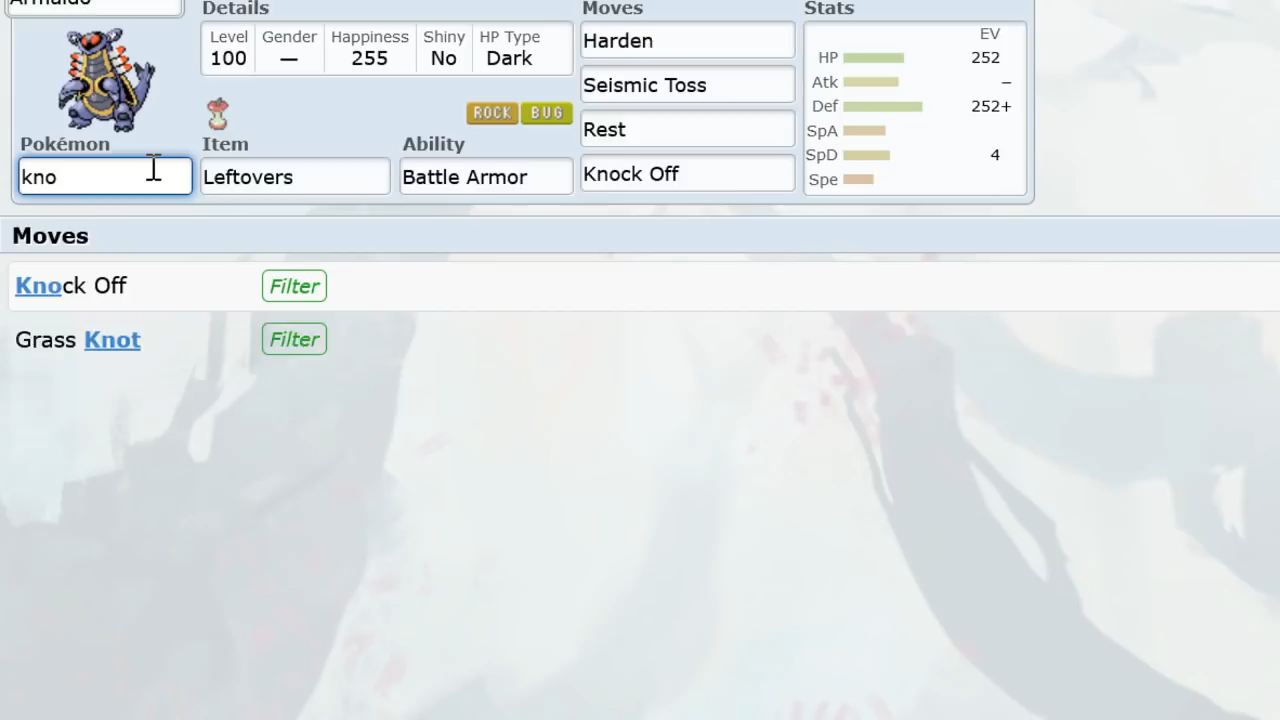 Armaldo
Details
Moves
Stats
Level Gender Happiness Shiny HP Type
100 — 255 No Dark
ROCK BUG
Pokémon Item Ability
kno Leftovers Battle Armor
Harden
Seismic Toss
Rest
Knock Off
EV
HP 252
Atk –
Def 252+
SpA
SpD 4
Spe
Moves
Knock Off Filter
Grass Knot Filter